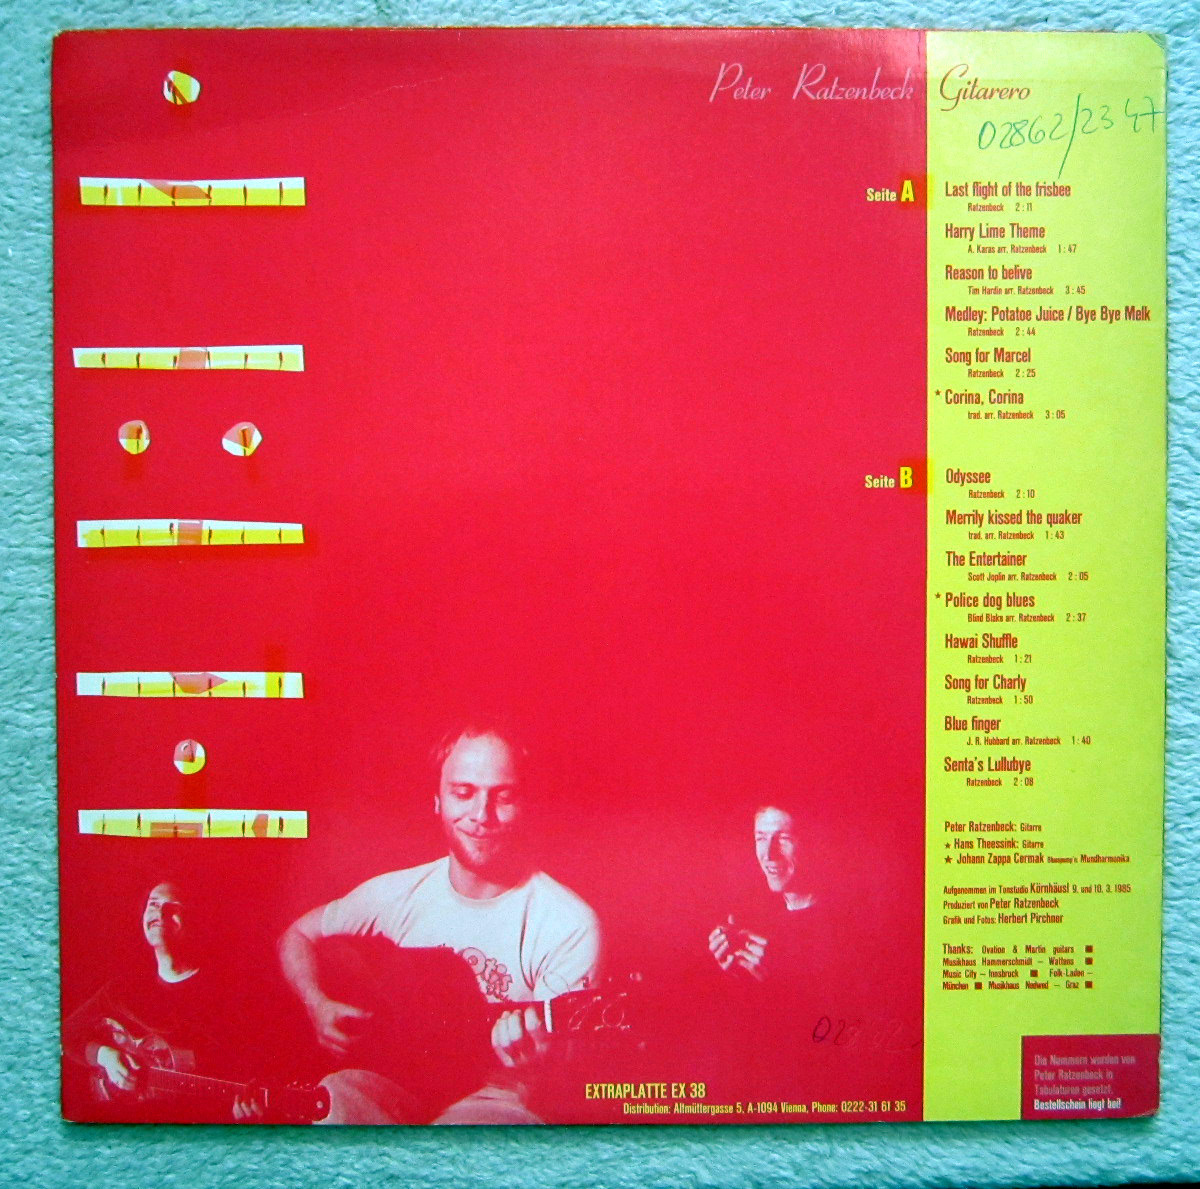 Peter Ratzenbeck Gitarero
02862/2347
Seite A
Last flight of the frisbee
Ratzenbeck 2:11
Harry Lime Theme
A. Karas arr. Ratzenbeck 1:47
Reason to belive
Tim Hardin arr. Ratzenbeck 3:45
Medley: Potatoe Juice / Bye Bye Melk
Ratzenbeck 2:44
Song for Marcel
Ratzenbeck 2:25
* Corina, Corina
trad. arr. Ratzenbeck 3:05
Seite B
Odyssee
Ratzenbeck 2:10
Merrily kissed the quaker
trad. arr. Ratzenbeck 1:43
The Entertainer
Scott Joplin arr. Ratzenbeck 2:05
* Police dog blues
Blind Blake arr. Ratzenbeck 2:37
Hawai Shuffle
Ratzenbeck 1:21
Song for Charly
Ratzenbeck 1:50
Blue finger
J. R. Hubbard arr. Ratzenbeck 1:40
Senta's Lullubye
Ratzenbeck 2:08
Peter Ratzenbeck: Gitarre
★ Hans Theessink: Gitarre
★ Johann Zappa Cermak Mundharmonika
Aufgenommen im Tonstudio Körnhäusl 9. und 10. 3. 1985
Produziert von Peter Ratzenbeck
Grafik und Fotos: Herbert Pirchner
Thanks: Ovation & Martin guitars ■
Musikhaus Hammerschmidt – Wattens ■
Music City – Innsbruck ■ Folk-Laden –
München ■ Musikhaus Nedwed – Graz ■
Die Nummern wurden von
Peter Ratzenbeck in
Tabulaturen gesetzt.
Bestellschein liegt bei!
EXTRAPLATTE EX 38
Distribution: Altmüttergasse 5, A-1094 Vienna, Phone: 0222-31 61 35